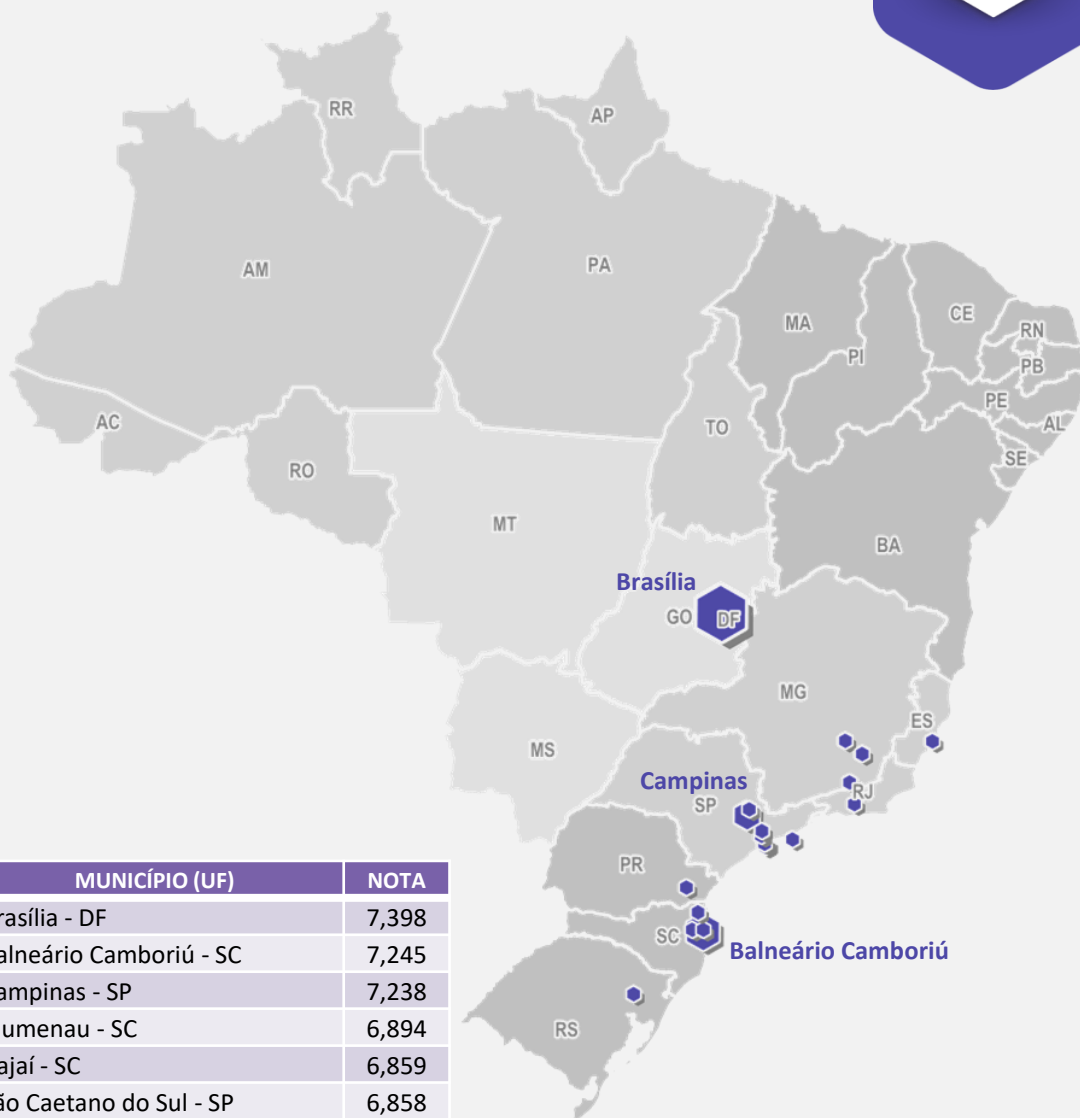 RR
AP
AM
PA
MA
CE
RN
PI
PB
PE
AC
TO
AL
SE
RO
MT
BA
Brasília
GO DF
MG
ES
MS
Campinas
RJ
SP
PR
SC
Balneário Camboriú
RS
MUNICÍPIO (UF) NOTA
rasília - DF 7,398
alneário Camboriú - SC 7,245
ampinas - SP 7,238
umenau - SC 6,894
ajaí - SC 6,859
ão Caetano do Sul - SP 6,858